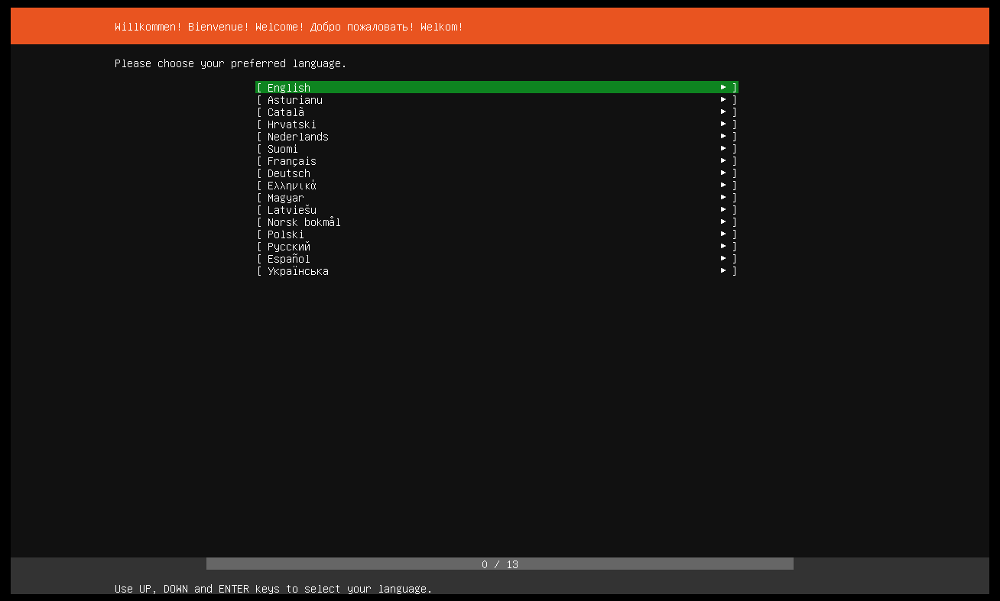 Willkommen! Bienvenue! Welcome! Добро пожаловать! Welkom!
Please choose your preferred language.
[ English ► ]
[ Asturianu ► ]
[ Català ► ]
[ Hrvatski ► ]
[ Nederlands ► ]
[ Suomi ► ]
[ Français ► ]
[ Deutsch ► ]
[ Ελληνικά ► ]
[ Magyar ► ]
[ Latviešu ► ]
[ Norsk bokmål ► ]
[ Polski ► ]
[ Русский ► ]
[ Español ► ]
[ Українська ► ]
0 / 13
Use UP, DOWN and ENTER keys to select your language.